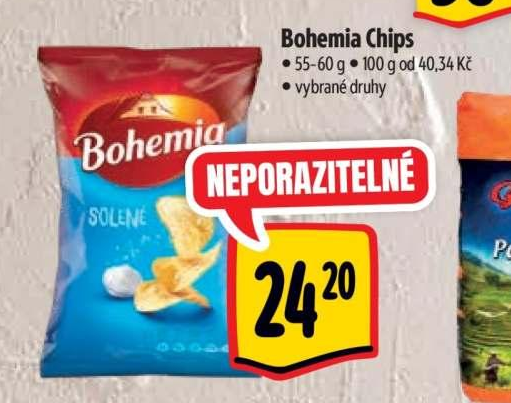 Bohemia Chips
• 55-60 g • 100 g od 40,34 Kč
• vybrané druhy
Bohemia
NEPORAZITELNÉ
SOLENÉ
24 20